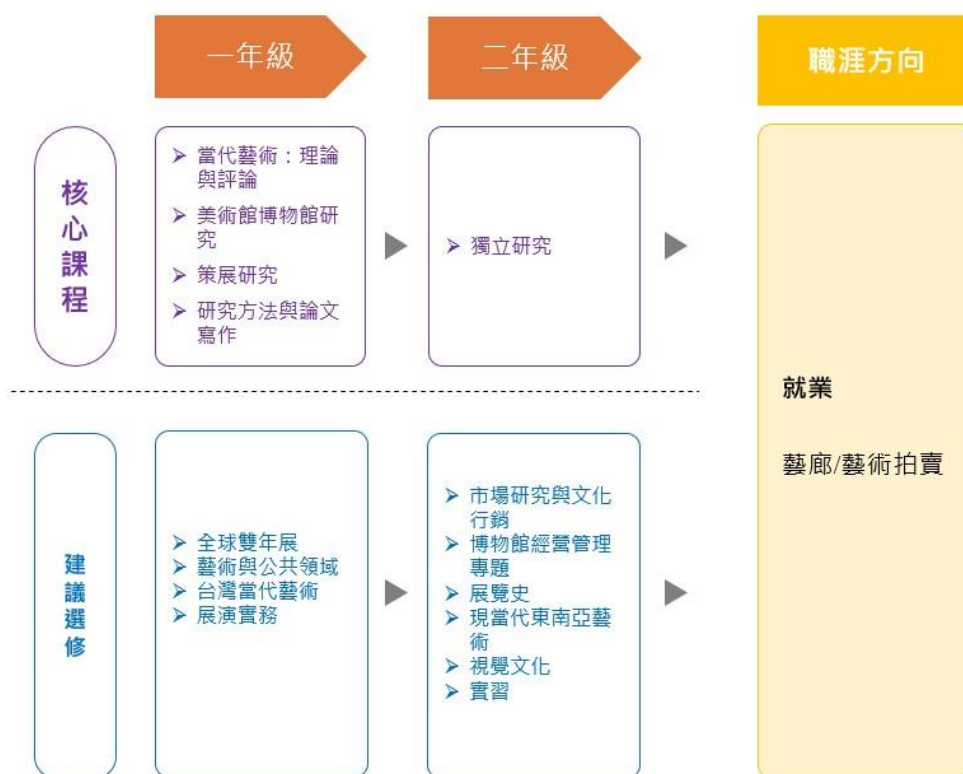 一年級
二年級
職涯方向
核心課程
當代藝術：理論
與評論
美術館博物館研
究
策展研究
研究方法與論文
寫作
獨立研究
就業
藝廊/藝術拍賣
建議選修
全球雙年展
藝術與公共領域
台灣當代藝術
展演實務
市場研究與文化
行銷
博物館經營管理
專題
展覽史
現當代東南亞藝
術
視覺文化
實習